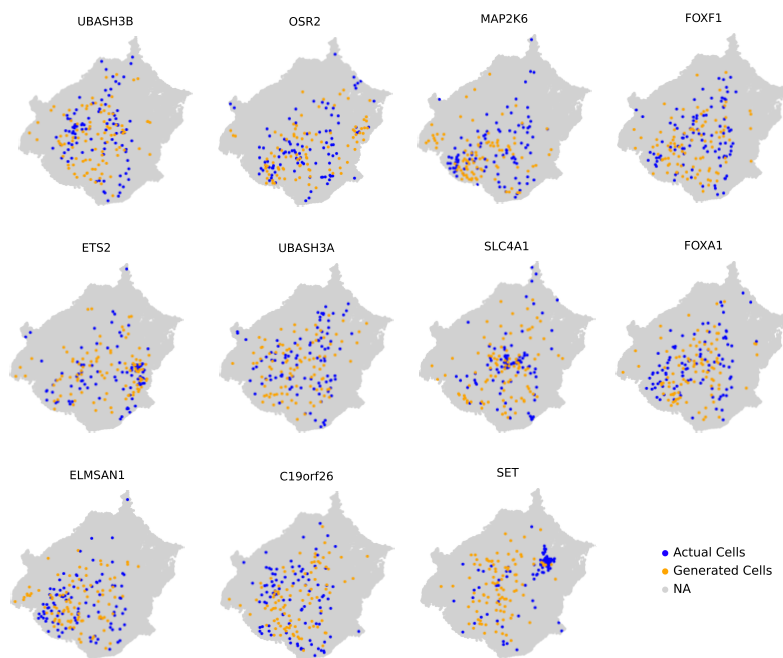 UBASH3B OSR2 MAP2K6 FOXF1
ETS2 UBASH3A SLC4A1 FOXA1
ELMSAN1 C19orf26 SET
Actual Cells
Generated Cells
NA